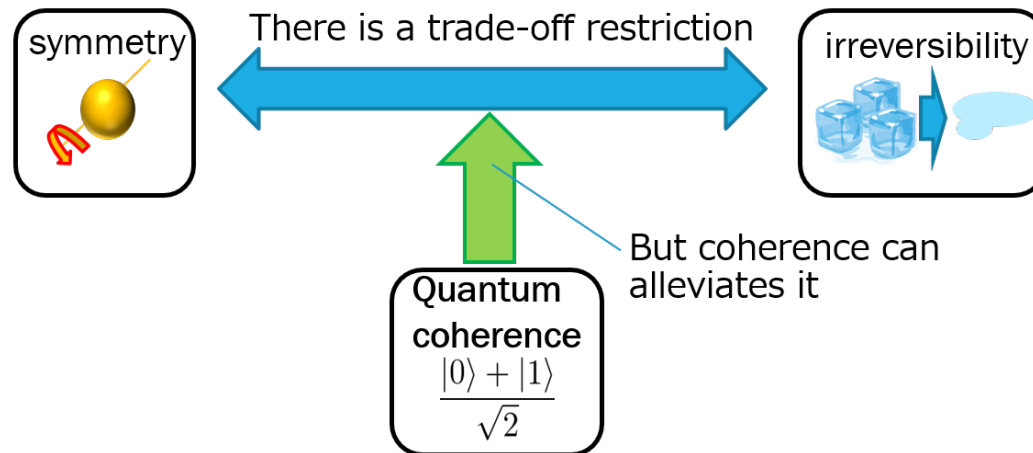 symmetry
There is a trade-off restriction
irreversibility
But coherence can
alleviates it
Quantum
coherence
|0⟩ + |1⟩
√2